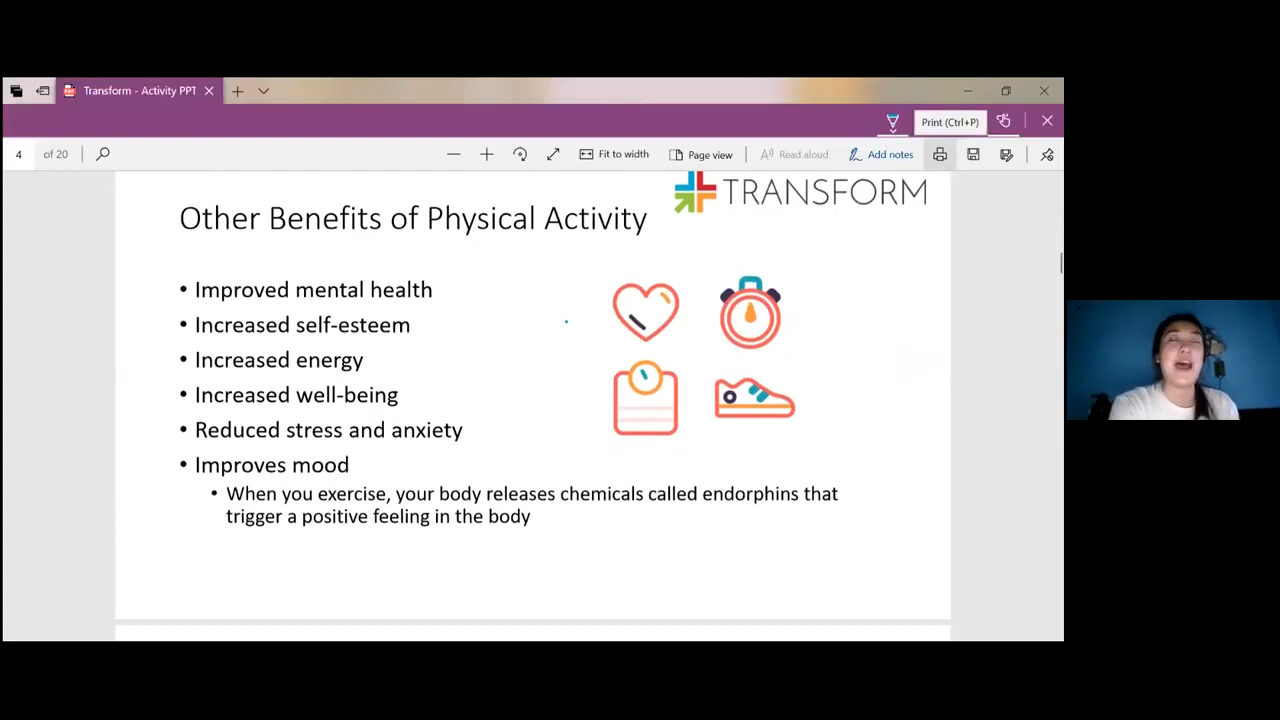 Transform - Activity PPT
Print (Ctrl+P)
4 of 20
Fit to width
Page view
Read aloud
Add notes
TRANSFORM
Other Benefits of Physical Activity
• Improved mental health
• Increased self-esteem
• Increased energy
• Increased well-being
• Reduced stress and anxiety
• Improves mood
• When you exercise, your body releases chemicals called endorphins that
trigger a positive feeling in the body